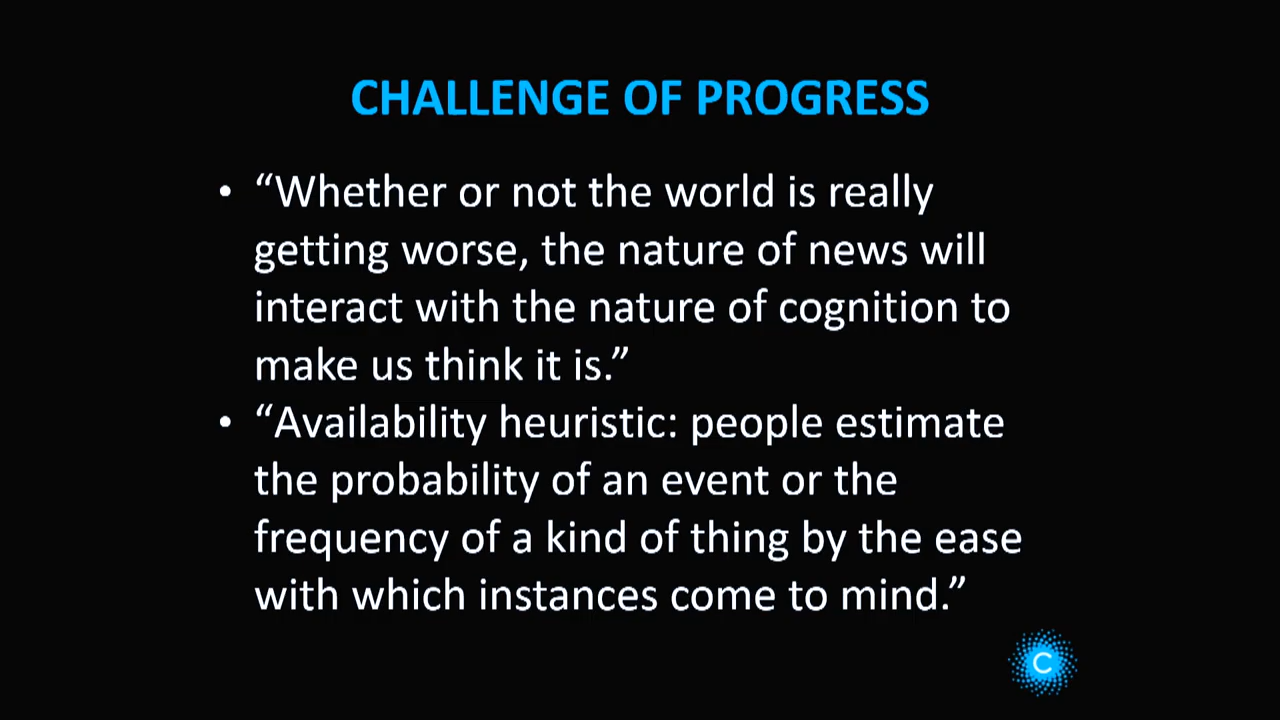 CHALLENGE OF PROGRESS
• “Whether or not the world is really
getting worse, the nature of news will
interact with the nature of cognition to
make us think it is.”
• “Availability heuristic: people estimate
the probability of an event or the
frequency of a kind of thing by the ease
with which instances come to mind.”
C